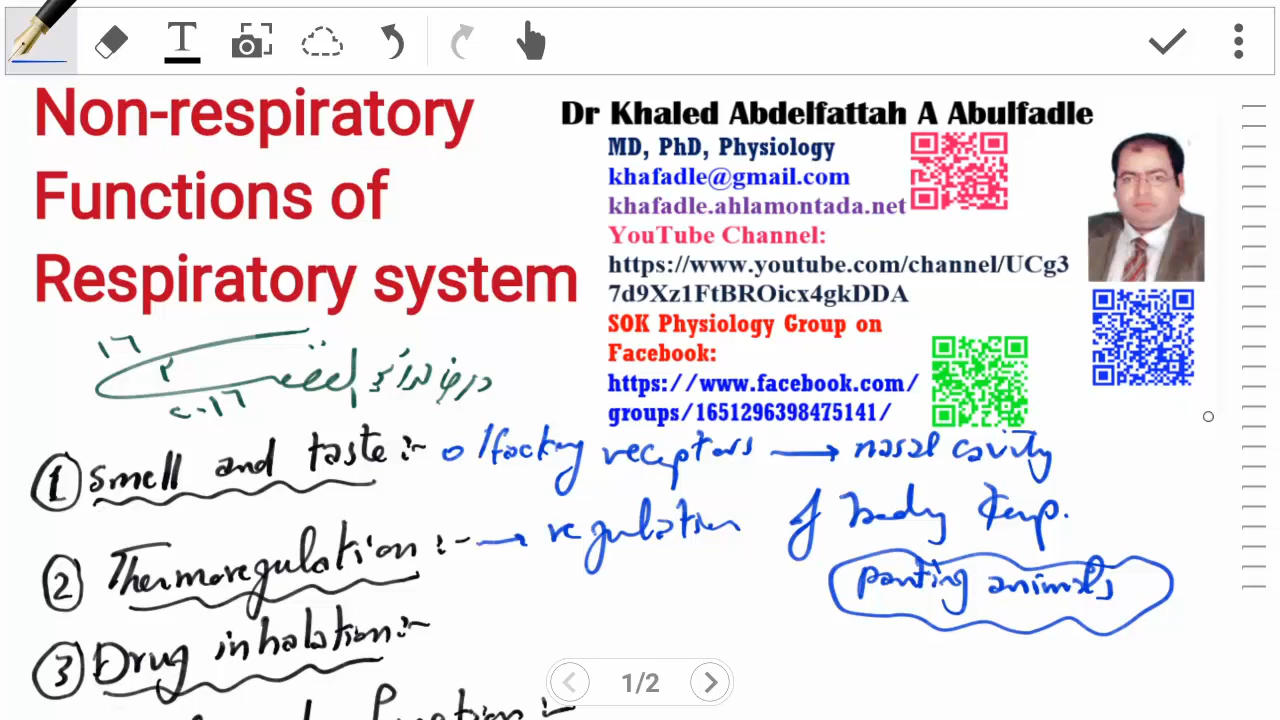 Non-respiratory
Functions of
Respiratory system
Dr Khaled Abdelfattah A Abulfadle
MD, PhD, Physiology
khafadle@gmail.com
khafadle.ahlamontada.net
YouTube Channel:
https://www.youtube.com/channel/UCg3
7d9Xz1FtBROicx4gkDDA
SOK Physiology Group on
Facebook:
https://www.facebook.com/
groups/1651296398475141/
① Smell and taste :- olfactory receptors → nasal cavity
② Thermoregulation :- → regulation of body temp.
panting animals
③ Drug inhalation :-
function :-
1/2